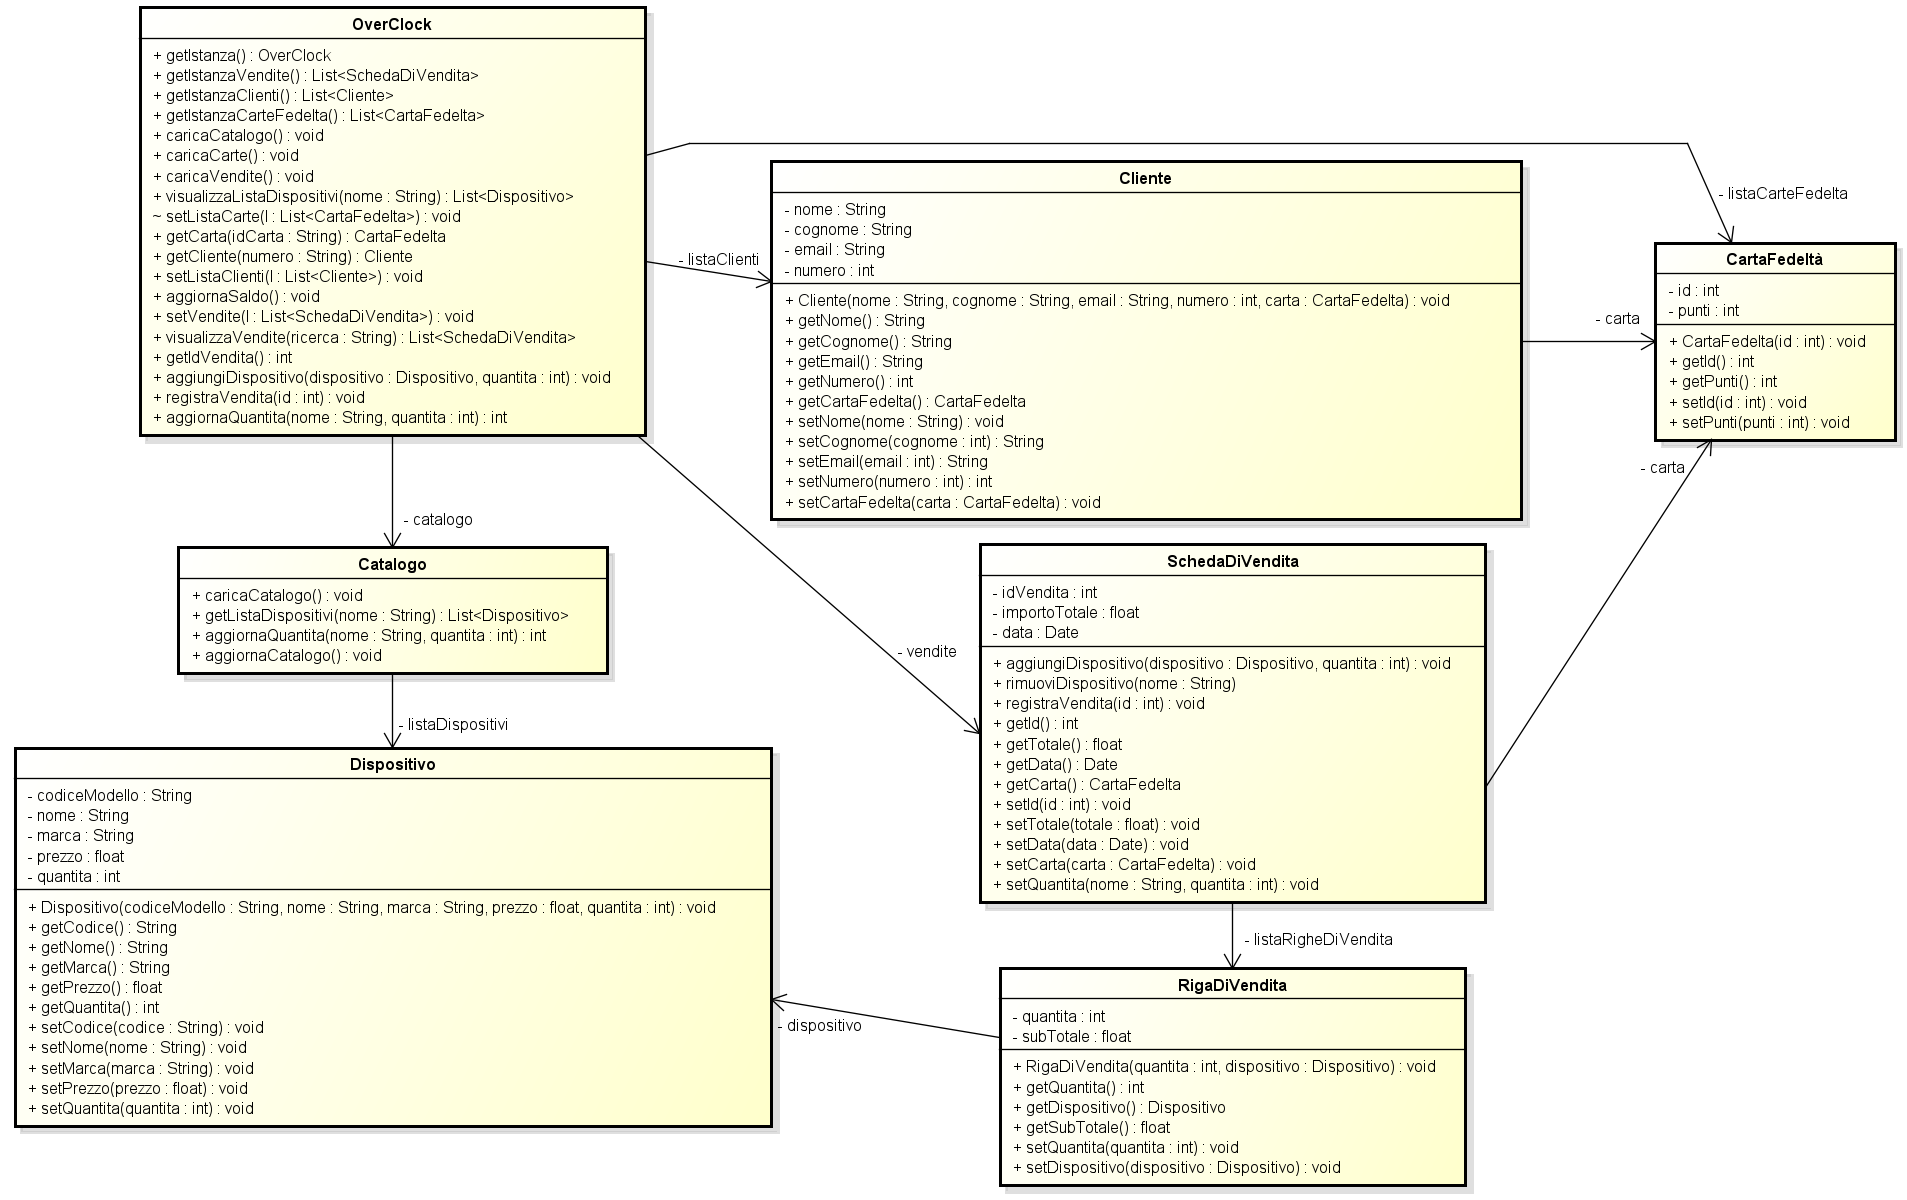 OverClock
+ getIstanza() : OverClock
+ getIstanzaVendite() : List<SchedaDiVendita>
+ getIstanzaClienti() : List<Cliente>
+ getIstanzaCarteFedelta() : List<CartaFedelta>
+ caricaCatalogo() : void
+ caricaCarte() : void
+ caricaVendite() : void
+ visualizzaListaDispositivi(nome : String) : List<Dispositivo>
~ setListaCarte(l : List<CartaFedelta>) : void
+ getCarta(idCarta : String) : CartaFedelta
+ getCliente(numero : String) : Cliente
+ setListaClienti(l : List<Cliente>) : void
+ aggiornaSaldo() : void
+ setVendite(l : List<SchedaDiVendita>) : void
+ visualizzaVendite(ricerca : String) : List<SchedaDiVendita>
+ getIdVendita() : int
+ aggiungiDispositivo(dispositivo : Dispositivo, quantita : int) : void
+ registraVendita(id : int) : void
+ aggiornaQuantita(nome : String, quantita : int) : int
- listaCarteFedelta
- listaClienti
Cliente
- nome : String
- cognome : String
- email : String
- numero : int
+ Cliente(nome : String, cognome : String, email : String, numero : int, carta : CartaFedelta) : void
+ getNome() : String
+ getCognome() : String
+ getEmail() : String
+ getNumero() : int
+ getCartaFedelta() : CartaFedelta
+ setNome(nome : String) : void
+ setCognome(cognome : int) : String
+ setEmail(email : int) : String
+ setNumero(numero : int) : int
+ setCartaFedelta(carta : CartaFedelta) : void
- carta
CartaFedeltà
- id : int
- punti : int
+ CartaFedelta(id : int) : void
+ getId() : int
+ getPunti() : int
+ setId(id : int) : void
+ setPunti(punti : int) : void
- carta
- catalogo
Catalogo
+ caricaCatalogo() : void
+ getListaDispositivi(nome : String) : List<Dispositivo>
+ aggiornaQuantita(nome : String, quantita : int) : int
+ aggiornaCatalogo() : void
- vendite
SchedaDiVendita
- idVendita : int
- importoTotale : float
- data : Date
+ aggiungiDispositivo(dispositivo : Dispositivo, quantita : int) : void
+ rimuoviDispositivo(nome : String)
+ registraVendita(id : int) : void
+ getId() : int
+ getTotale() : float
+ getData() : Date
+ getCarta() : CartaFedelta
+ setId(id : int) : void
+ setTotale(totale : float) : void
+ setData(data : Date) : void
+ setCarta(carta : CartaFedelta) : void
+ setQuantita(nome : String, quantita : int) : void
- listaDispositivi
Dispositivo
- codiceModello : String
- nome : String
- marca : String
- prezzo : float
- quantita : int
+ Dispositivo(codiceModello : String, nome : String, marca : String, prezzo : float, quantita : int) : void
+ getCodice() : String
+ getNome() : String
+ getMarca() : String
+ getPrezzo() : float
+ getQuantita() : int
+ setCodice(codice : String) : void
+ setNome(nome : String) : void
+ setMarca(marca : String) : void
+ setPrezzo(prezzo : float) : void
+ setQuantita(quantita : int) : void
- listaRigheDiVendita
- dispositivo
RigaDiVendita
- quantita : int
- subTotale : float
+ RigaDiVendita(quantita : int, dispositivo : Dispositivo) : void
+ getQuantita() : int
+ getDispositivo() : Dispositivo
+ getSubTotale() : float
+ setQuantita(quantita : int) : void
+ setDispositivo(dispositivo : Dispositivo) : void